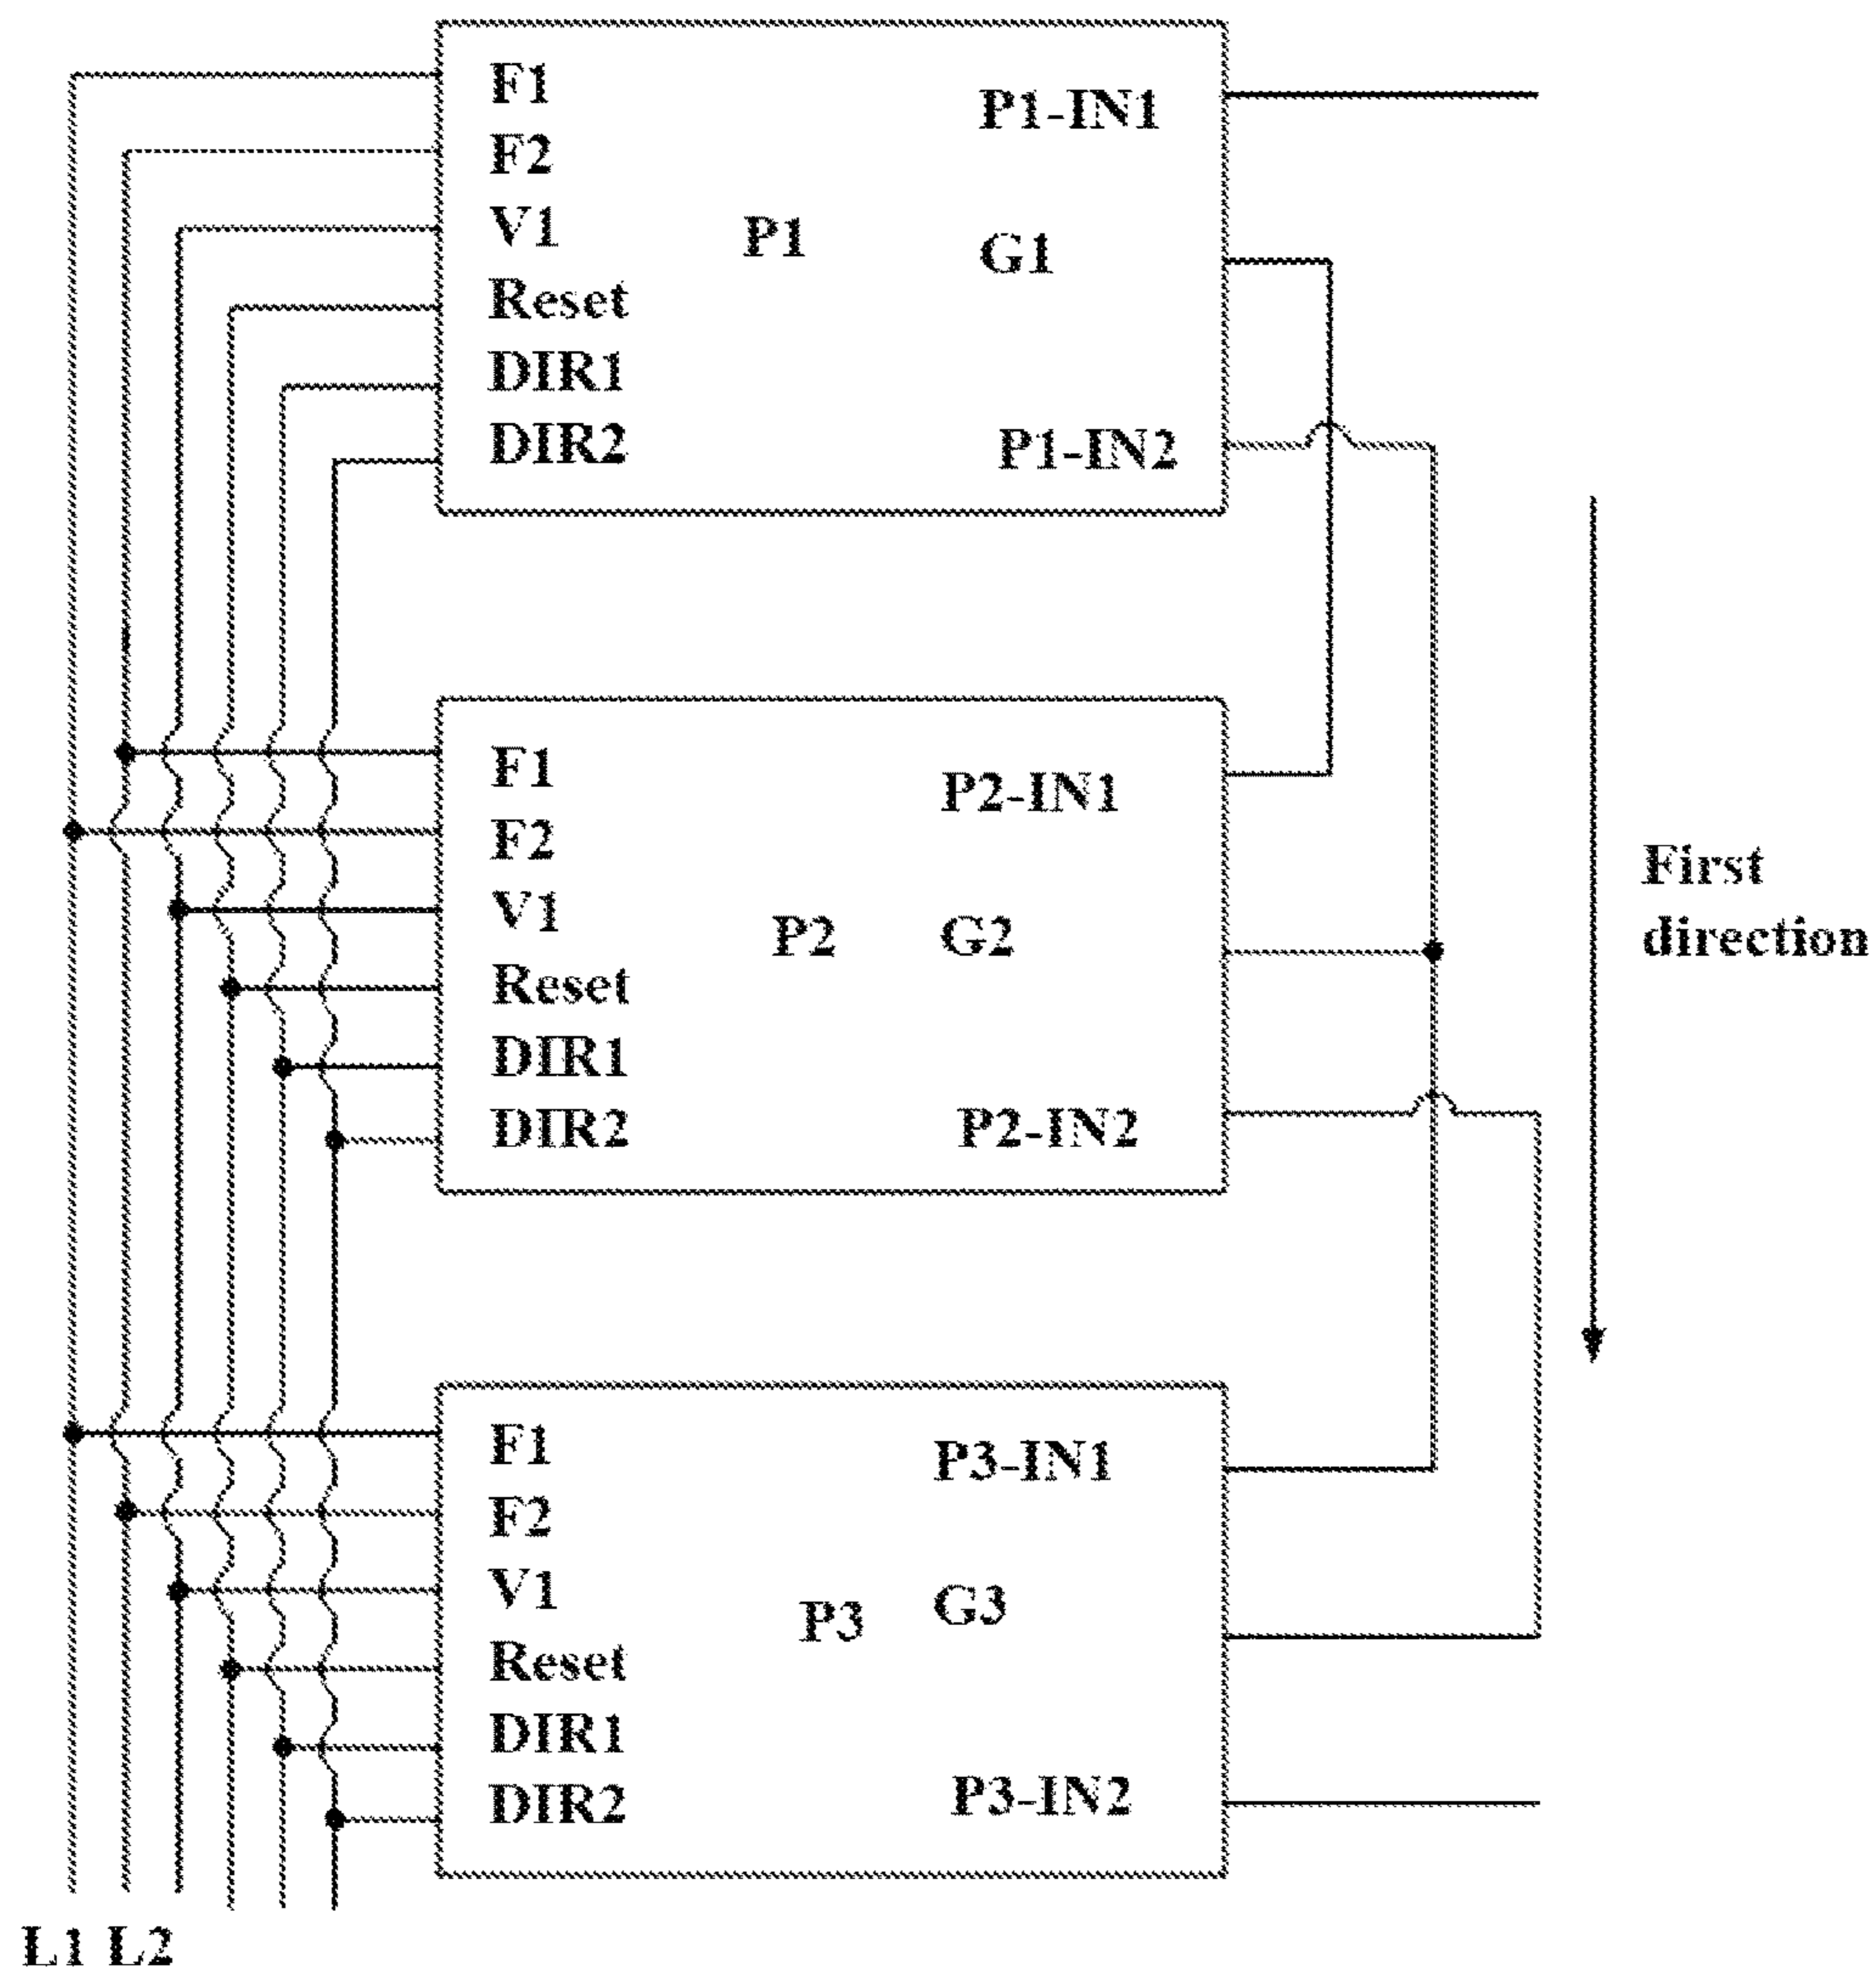 F1
P1-IN1
F2
V1
P1
G1
Reset
DIR1
DIR2
P1-IN2
F1
P2-IN1
F2
V1
P2
G2
Reset
DIR1
DIR2
P2-IN2
First
direction
F1
P3-IN1
F2
V1
P3
G3
Reset
DIR1
DIR2
P3-IN2
L1 L2